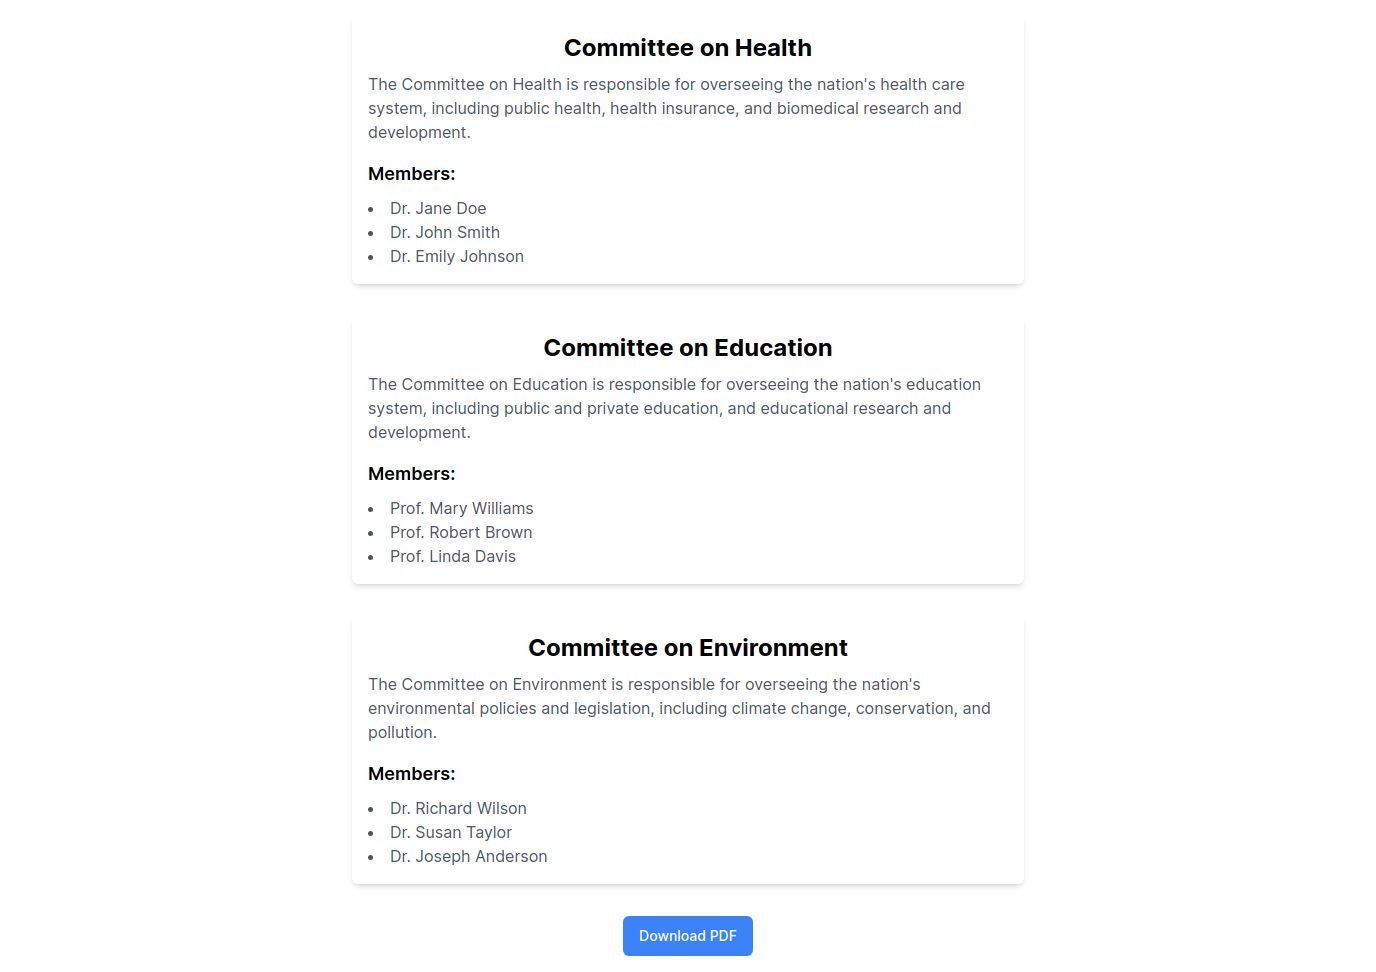 Committee on Health
The Committee on Health is responsible for overseeing the nation's health care
system, including public health, health insurance, and biomedical research and
development.
Members:
• Dr. Jane Doe
• Dr. John Smith
• Dr. Emily Johnson
Committee on Education
The Committee on Education is responsible for overseeing the nation's education
system, including public and private education, and educational research and
development.
Members:
• Prof. Mary Williams
• Prof. Robert Brown
• Prof. Linda Davis
Committee on Environment
The Committee on Environment is responsible for overseeing the nation's
environmental policies and legislation, including climate change, conservation, and
pollution.
Members:
• Dr. Richard Wilson
• Dr. Susan Taylor
• Dr. Joseph Anderson
Download PDF